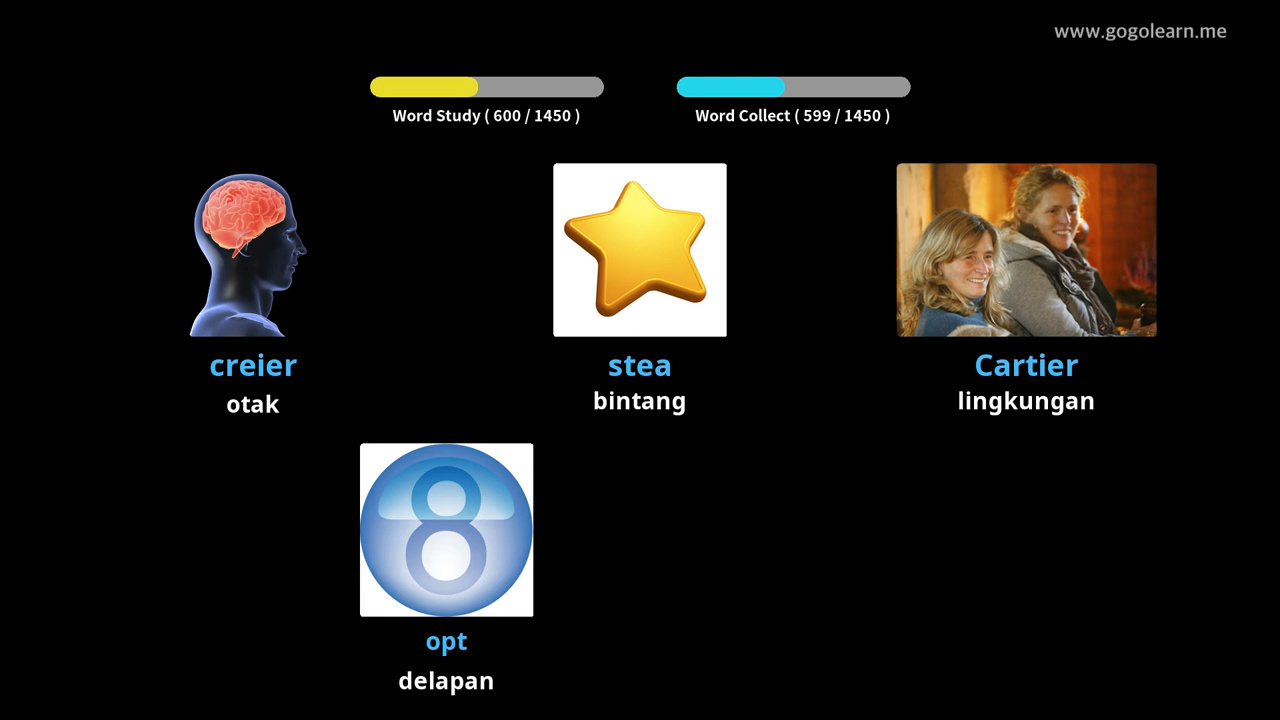 www.gogolearn.me
Word Study ( 600 / 1450 )
Word Collect ( 599 / 1450 )
creier
otak
stea
bintang
Cartier
lingkungan
8
opt
delapan